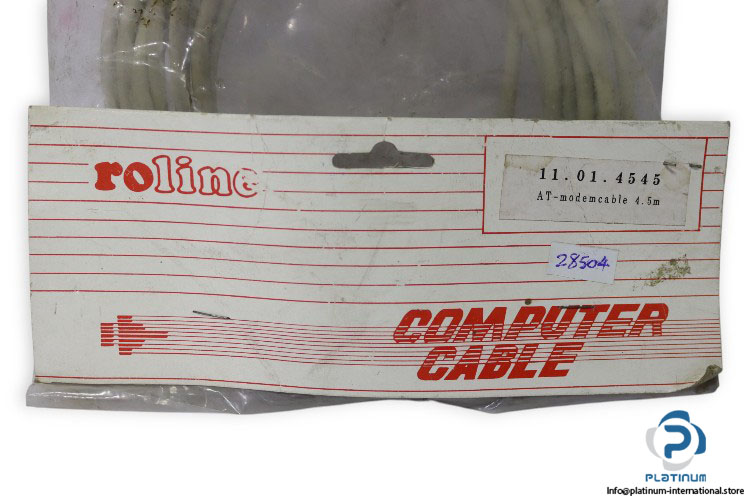 roline
11.01.4545
AT-modemcable 4.5m
28504
COMPUTER
CABLE
PLATINUM
Info@platinum-international.store